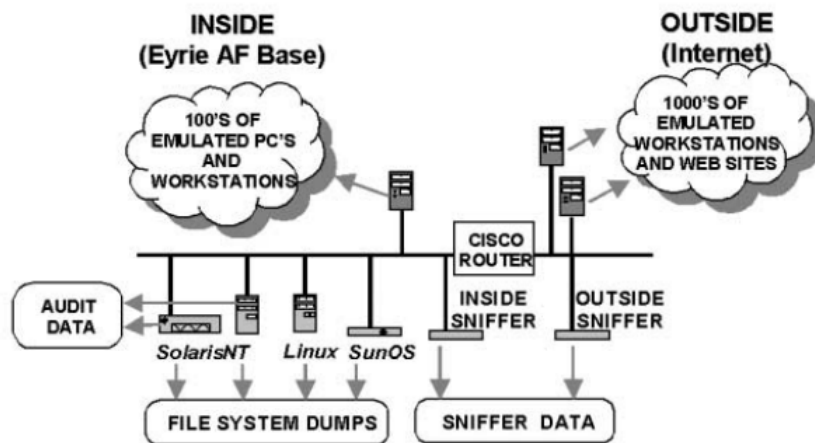 INSIDE
(Eyrie AF Base)
OUTSIDE
(Internet)
100'S OF
EMULATED PC'S
AND
WORKSTATIONS
1000'S OF
EMULATED
WORKSTATIONS
AND WEB SITES
CISCO
ROUTER
AUDIT
DATA
INSIDE
SNIFFER
OUTSIDE
SNIFFER
SolarisNT
Linux
SunOS
FILE SYSTEM DUMPS
SNIFFER DATA